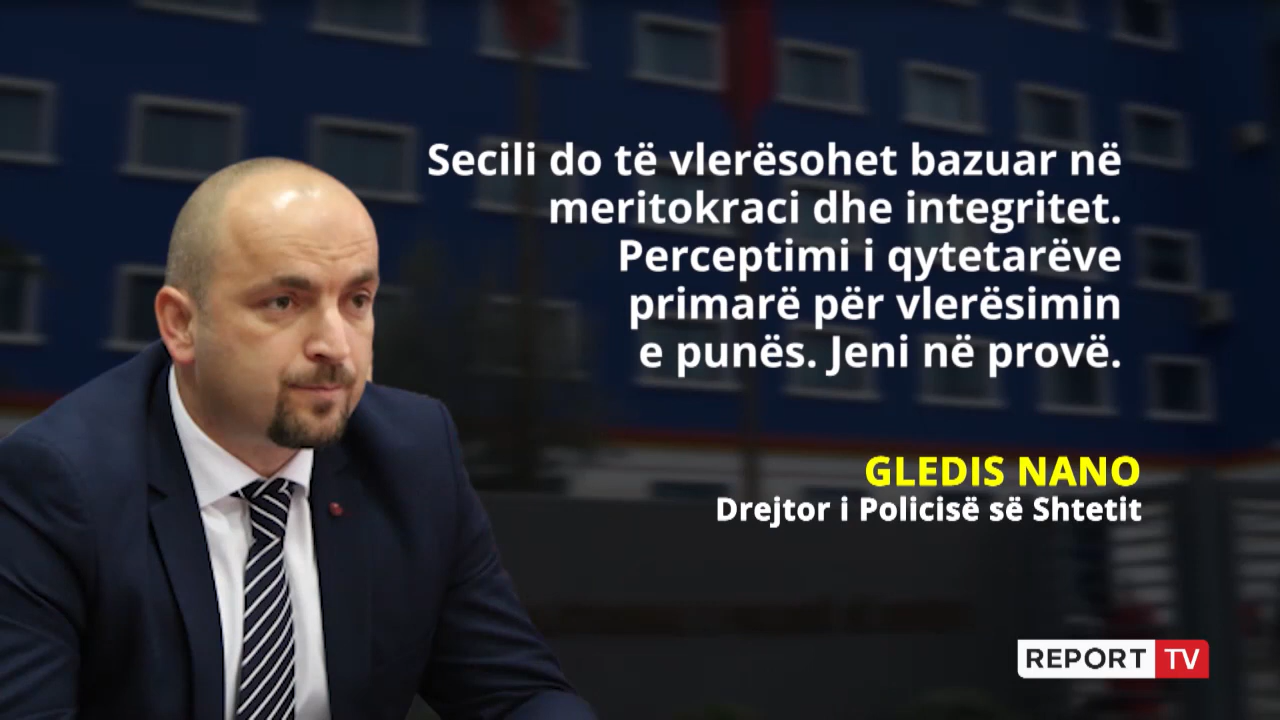 Secili do të vlerësohet bazuar në
meritokraci dhe integritet.
Perceptimi i qytetarëve
primarë për vlerësimin
e punës. Jeni në provë.
GLEDIS NANO
Drejtor i Policisë së Shtetit
REPORT TV